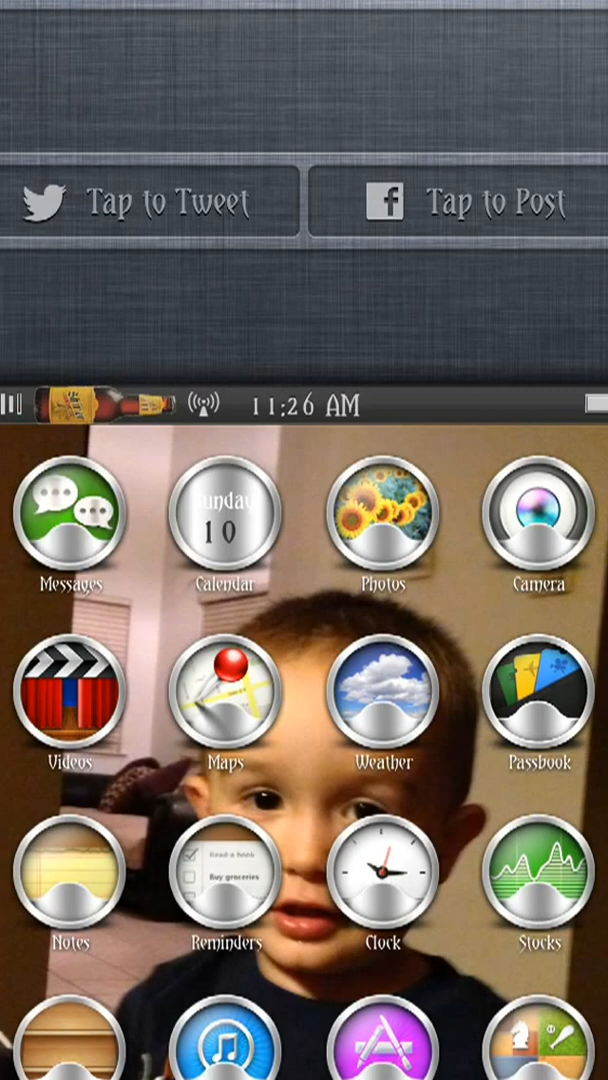 Tap to Tweet
Tap to Post
11:26 AM
unday
10
Messages
Calendar
Photos
Camera
Videos
Maps
Weather
Passbook
Read a book
Buy groceries
Notes
Reminders
Clock
Stocks